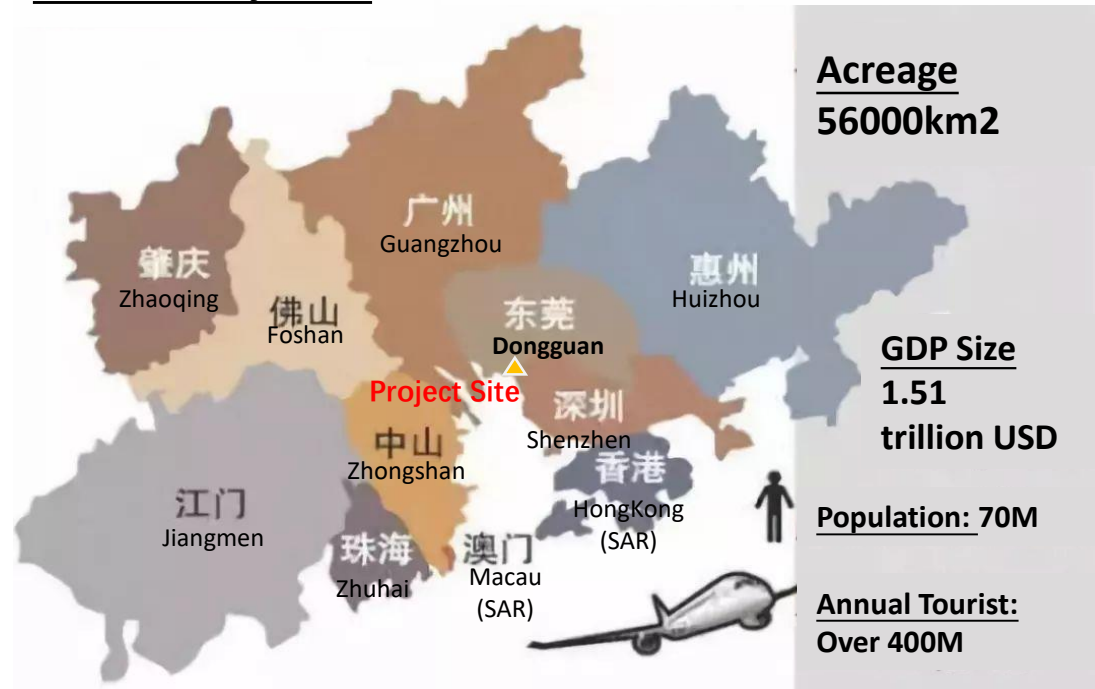 Acreage
56000km2
广州
Guangzhou
肇庆
Zhaoqing
惠州
Huizhou
佛山
Foshan
东莞
Dongguan
Project Site
GDP Size
1.51
trillion USD
深圳
Shenzhen
中山
Zhongshan
香港
HongKong
(SAR)
江门
Jiangmen
珠海
Zhuhai
澳门
Macau
(SAR)
Population: 70M
Annual Tourist:
Over 400M